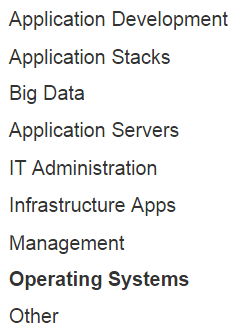 Application Development
Application Stacks
Big Data
Application Servers
IT Administration
Infrastructure Apps
Management
Operating Systems
Other